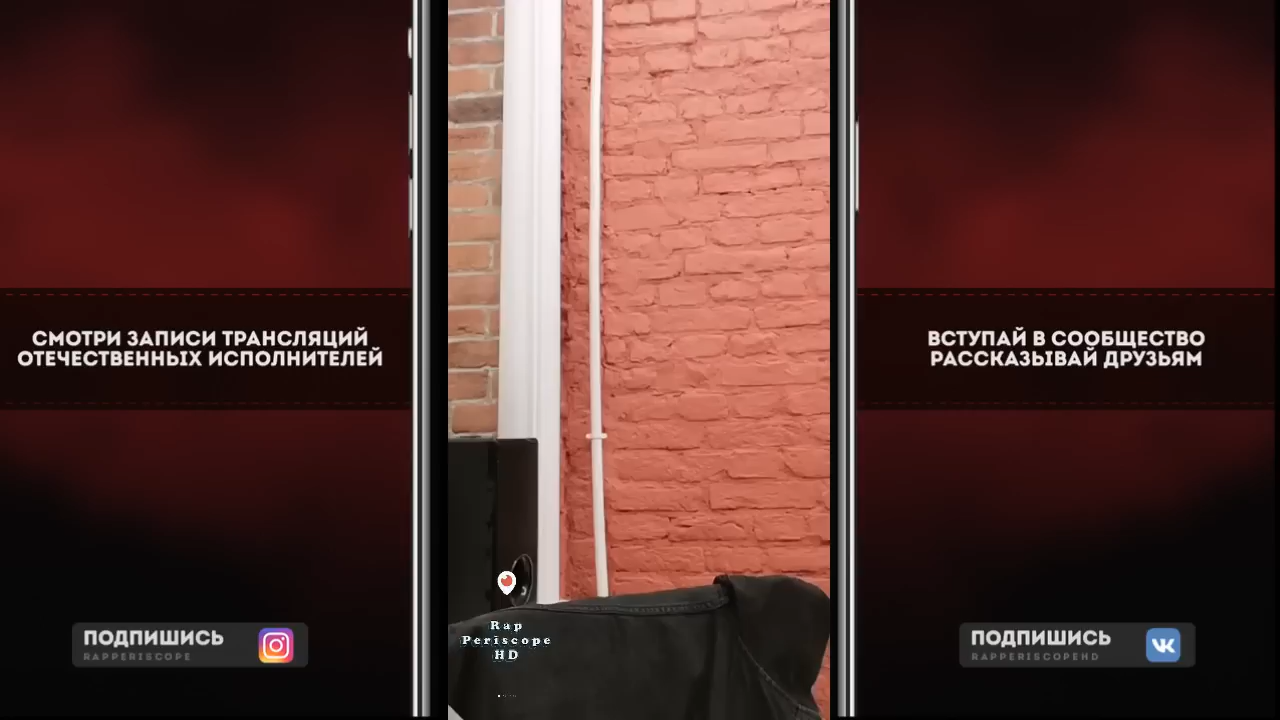 СМОТРИ ЗАПИСИ ТРАНСЛЯЦИЙ
ОТЕЧЕСТВЕННЫХ ИСПОЛНИТЕЛЕЙ
ПОДПИШИСЬ
RAPPERISCOPE
Rap
Periscope
HD
ВСТУПАЙ В СООБЩЕСТВО
РАССКАЗЫВАЙ ДРУЗЬЯМ
ПОДПИШИСЬ
RAPPERISCOPEHD